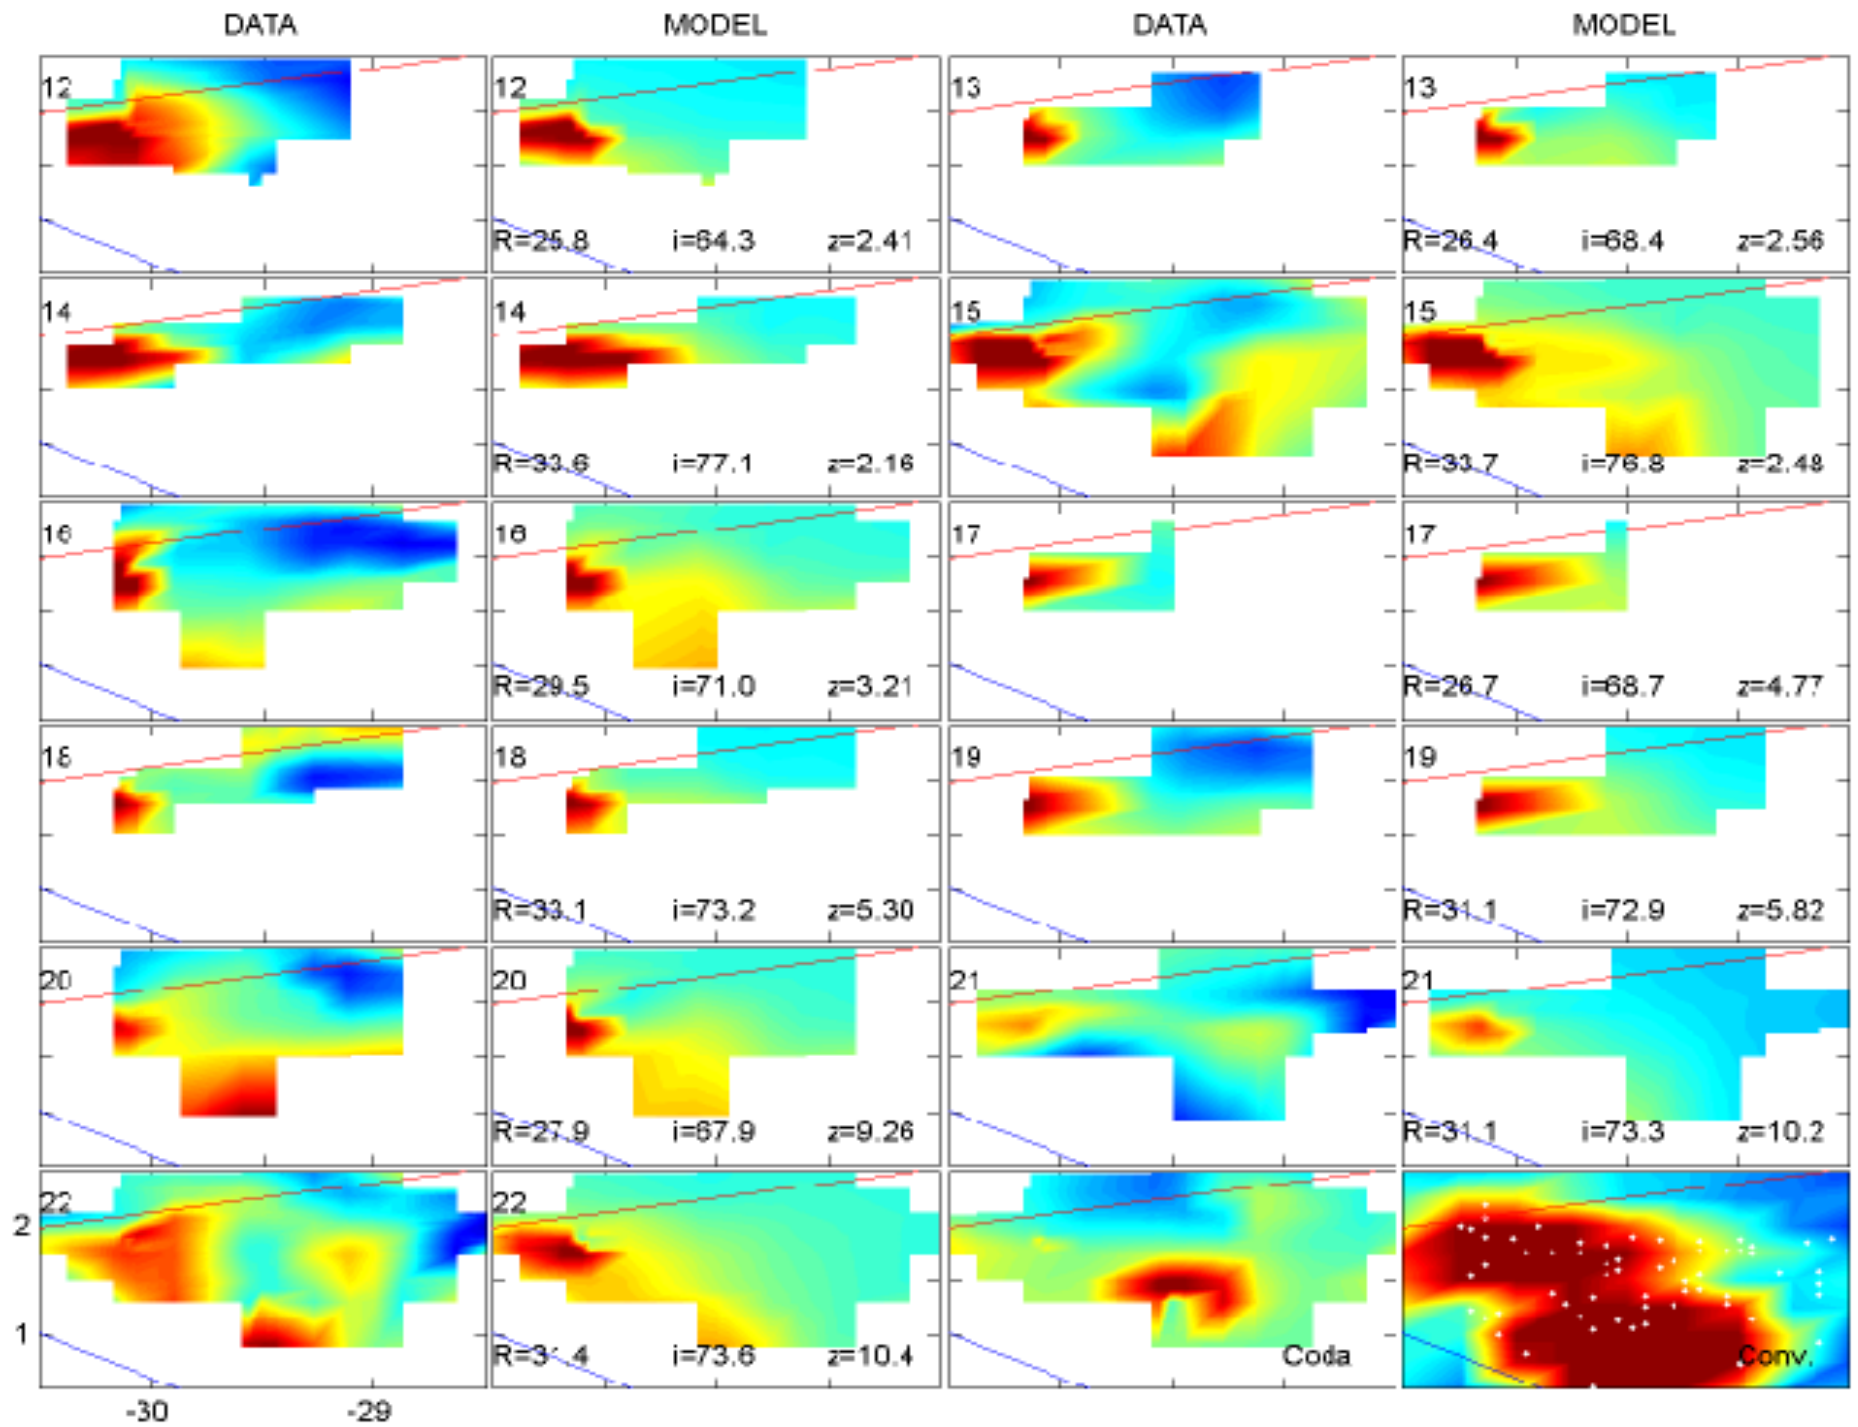 DATA MODEL DATA MODEL
12 12 13 13
R=25.8 i=64.3 z=2.41 R=26.4 i=68.4 z=2.56
14 14 15 15
R=33.6 i=77.1 z=2.16 R=33.7 i=76.8 z=2.48
16 16 17 17
R=29.5 i=71.0 z=3.21 R=26.7 i=68.7 z=4.77
18 18 19 19
R=33.1 i=73.2 z=5.30 R=31.1 i=72.9 z=5.82
20 20 21 21
R=27.9 i=67.9 z=9.26 R=31.1 i=73.3 z=10.2
22 22
2
1
R=31.4 i=73.6 z=10.4 Coda Conv.
-30 -29